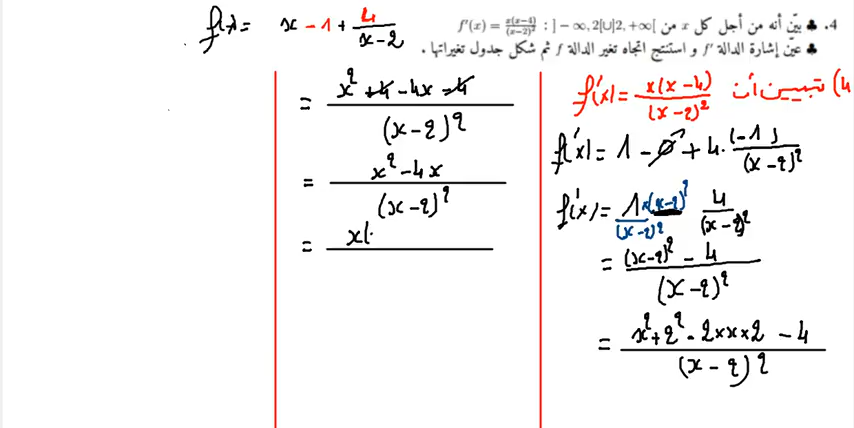 4. ♣ بيّن أنه من أجل كل x من ]-∞,2[∪]2,+∞[ : f'(x) = x(x-4)/(x-2)²
♣ عيّن إشارة الدالة f' و استنتج اتجاه تغير الدالة f ثم شكل جدول تغيراتها .
f(x) = x - 1 + 4/(x-2)
4) تبيين أن f'(x) = x(x-4)/(x-2)²
f'(x) = 1 - 0 + 4 · (-1)/(x-2)²
f'(x) = 1×(x-2)²/(x-2)² 4/(x-2)²
= ((x-2)² - 4)/(x-2)²
= (x² + 2² - 2×x×2 - 4)/(x-2)²
= (x² + 4 - 4x - 4)/(x-2)²
= (x² - 4x)/(x-2)²
= x(